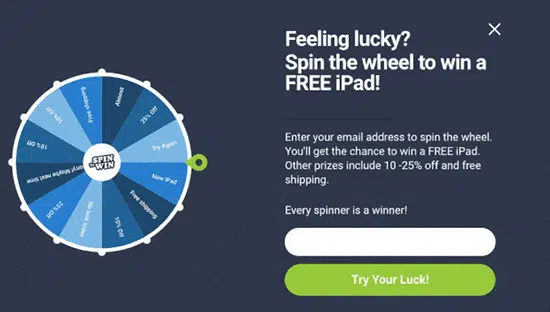 Feeling lucky?
Spin the wheel to win a
FREE iPad!
Enter your email address to spin the wheel.
You'll get the chance to win a FREE iPad.
Other prizes include 10 -25% off and free
shipping.
Every spinner is a winner!
Try Your Luck!
SPIN
TO
WIN
Almost
25% Off
Try Again
New iPad
Free shipping
10% Off
No luck
25% Off
Sorry! Maybe next time
10% Off
10% Off
Free shipping